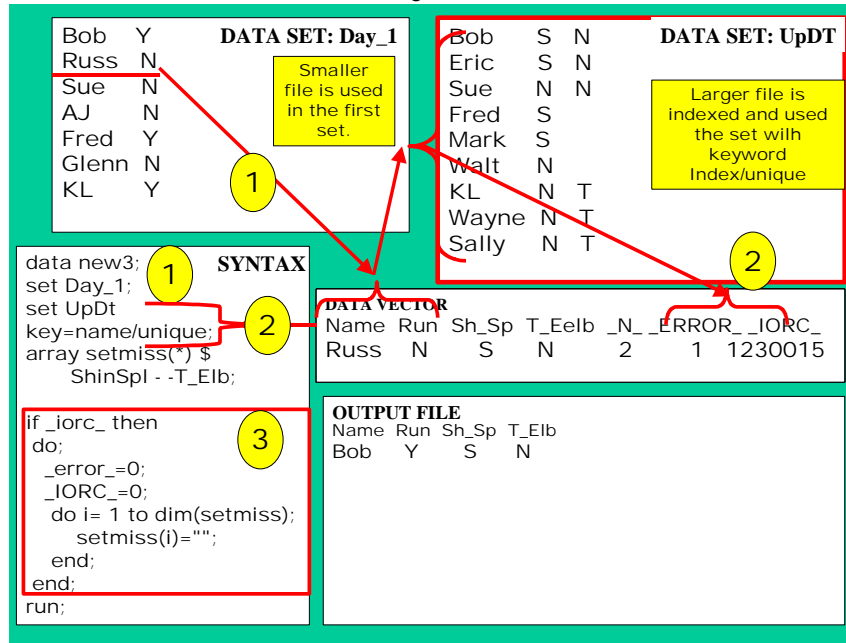 Bob Y DATA SET: Day_1
Russ N
Sue N
AJ N
Fred Y
Glenn N
KL Y
Smaller
file is used
in the first
set.
1
Bob S N DATA SET: UpDT
Eric S N
Sue N N
Fred S
Mark S
Walt N
KL N T
Wayne N T
Sally N T
Larger file is
indexed and used
the set wilh
keyword
Index/unique
2
data new3; SYNTAX
set Day_1;
set UpDt
key=name/unique;
array setmiss(*) $
ShinSpl - -T_Elb;
1
2
if _iorc_ then
do;
_error_=0;
_IORC_=0;
do i= 1 to dim(setmiss);
setmiss(i)="";
end;
end;
run;
3
DATA VECTOR
Name Run Sh_Sp T_Eelb _N_ _ERROR_ _IORC_
Russ N S N 2 1 1230015
OUTPUT FILE
Name Run Sh_Sp T_Elb
Bob Y S N